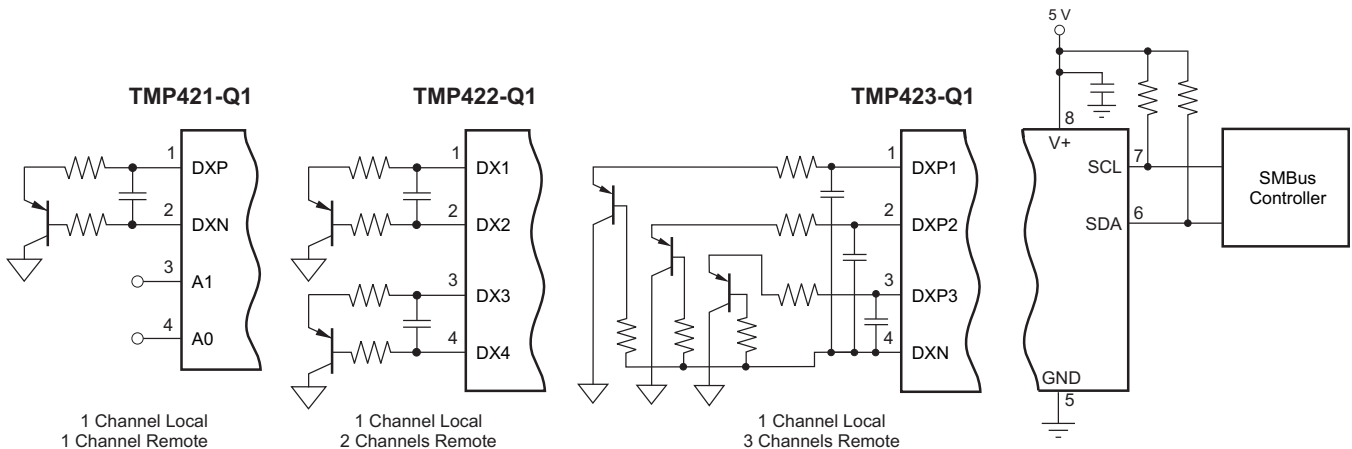 TMP421-Q1
1
DXP
2
DXN
3
A1
4
A0
1 Channel Local
1 Channel Remote
TMP422-Q1
1
DX1
2
DX2
3
DX3
4
DX4
1 Channel Local
2 Channels Remote
TMP423-Q1
1
DXP1
2
DXP2
3
DXP3
4
DXN
1 Channel Local
3 Channels Remote
5 V
8
V+
7
SCL
6
SDA
GND
5
SMBus
Controller